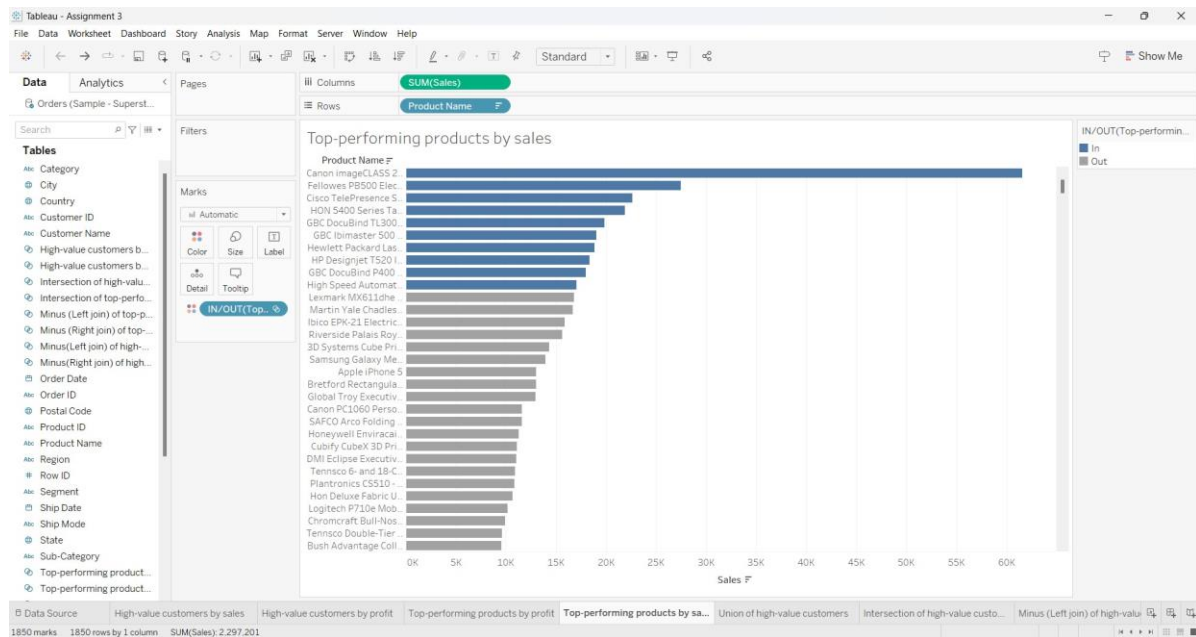 Tableau - Assignment 3
File Data Worksheet Dashboard Story Analysis Map Format Server Window Help
Standard
Show Me
Data
Analytics
Orders (Sample - Superst...
Search
Tables
Abc Category
City
Country
Abc Customer ID
Abc Customer Name
High-value customers b...
High-value customers b...
Intersection of high-valu...
Intersection of top-perfo...
Minus (Left join) of top-p...
Minus (Right join) of top-...
Minus(Left join) of high-...
Minus(Right join) of high...
Order Date
Abc Order ID
Postal Code
Abc Product ID
Abc Product Name
Abc Region
# Row ID
Abc Segment
Ship Date
Abc Ship Mode
State
Abc Sub-Category
Top-performing product...
Top-performing product...
Pages
Filters
Marks
Automatic
Color
Size
Label
Detail
Tooltip
IN/OUT(Top..
Columns
SUM(Sales)
Rows
Product Name
Top-performing products by sales
Product Name
Canon imageCLASS 2..
Fellowes PB500 Elec..
Cisco TelePresence S..
HON 5400 Series Ta..
GBC DocuBind TL300..
GBC Ibimaster 500 ..
Hewlett Packard Las..
HP Designjet T520 I..
GBC DocuBind P400 ..
High Speed Automat..
Lexmark MX611dhe ..
Martin Yale Chadles..
Ibico EPK-21 Electric..
Riverside Palais Roy..
3D Systems Cube Pri..
Samsung Galaxy Me..
Apple iPhone 5
Bretford Rectangula..
Global Troy Executiv..
Canon PC1060 Perso..
SAFCO Arco Folding ..
Honeywell Enviracai..
Cubify CubeX 3D Pri..
DMI Eclipse Executiv..
Tennsco 6- and 18-C..
Plantronics CS510 -..
Hon Deluxe Fabric U..
Logitech P710e Mob..
Chromcraft Bull-Nos..
Tennsco Double-Tier ..
Bush Advantage Coll..
0K 5K 10K 15K 20K 25K 30K 35K 40K 45K 50K 55K 60K
Sales
IN/OUT(Top-performin...
In
Out
Data Source
High-value customers by sales
High-value customers by profit
Top-performing products by profit
Top-performing products by sa...
Union of high-value customers
Intersection of high-value custo...
Minus (Left join) of high-valu
1850 marks 1850 rows by 1 column SUM(Sales): 2,297,201